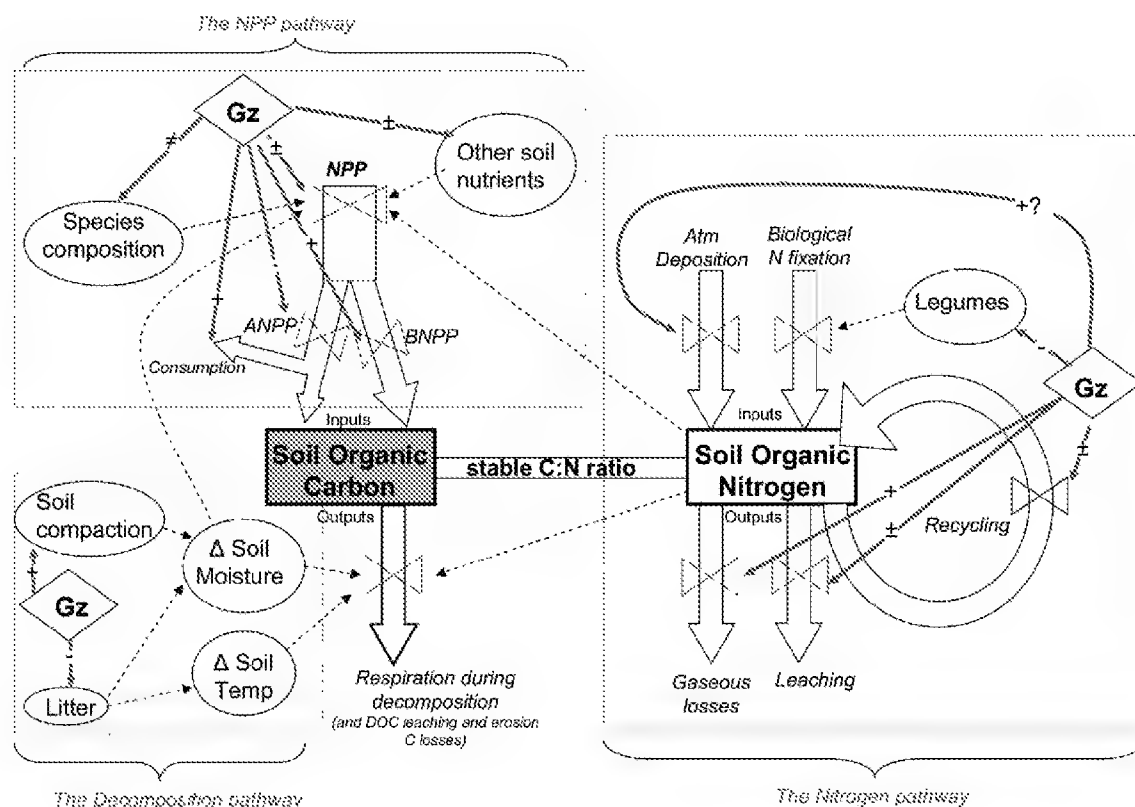 The NPP pathway
Gz
≠
±
±
NPP
Other soil
nutrients
Species
composition
+
+
-
ANPP
BNPP
Consumption
Inputs
Soil Organic
Carbon
Outputs
stable C:N ratio
+?
Atm
Deposition
Biological
N fixation
Legumes
-
Gz
±
Inputs
Soil Organic
Nitrogen
Outputs
+
±
Recycling
Gaseous
losses
Leaching
The Nitrogen pathway
Soil
compaction
+
Gz
-
Litter
Δ Soil
Moisture
Δ Soil
Temp
Respiration during
decomposition
(and DOC leaching and erosion
C losses)
The Decomposition pathway